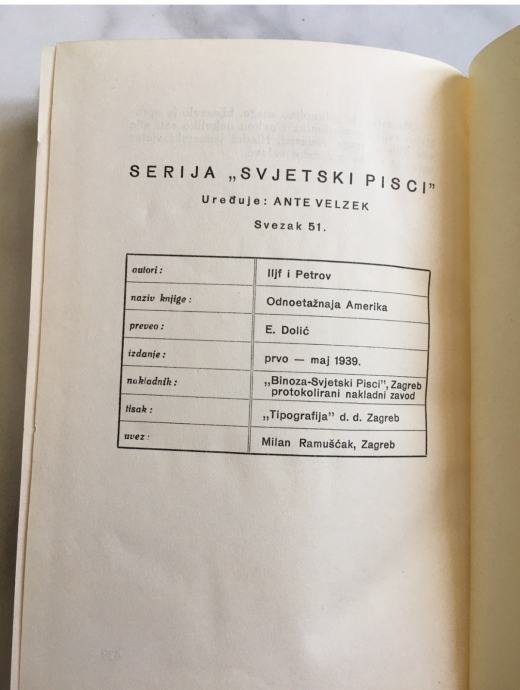 SERIJA „SVJETSKI PISCI”
Uređuje: ANTE VELZEK
Svezak 51.
autori: Iljf i Petrov
naziv knjige: Odnoetažnaja Amerika
preveo: E. Dolić
izdanje: prvo — maj 1939.
nakladnik: „Binoza-Svjetski Pisci”, Zagreb
protokolirani nakladni zavod
tisak: „Tipografija” d. d. Zagreb
uvez: Milan Ramušćak, Zagreb